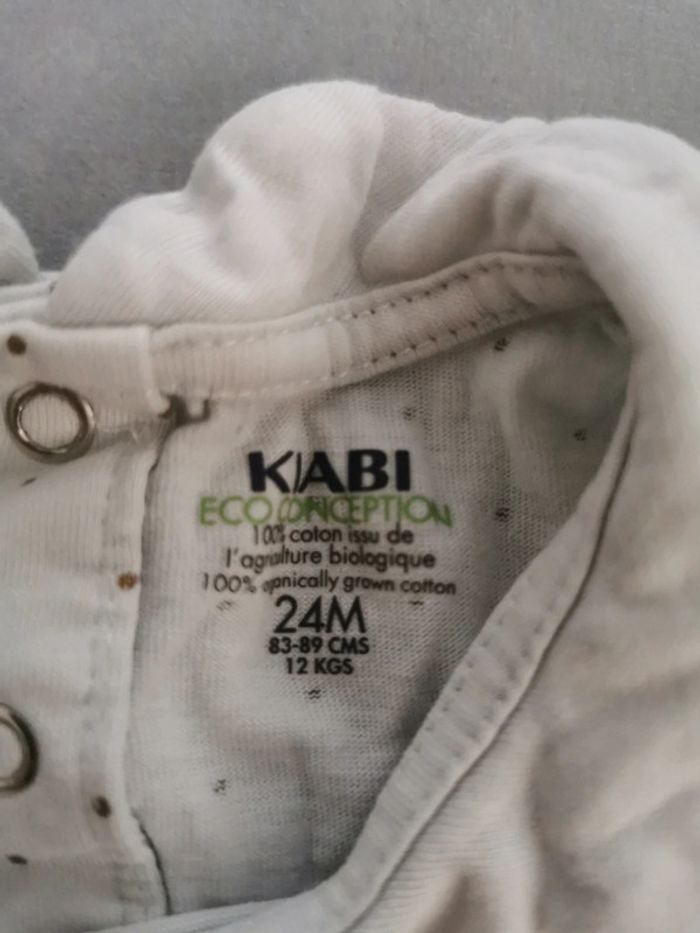 KIABI
ECO CONCEPTION
100% coton issu de
l'agriculture biologique
100% organically grown cotton
24M
83-89 CMS
12 KGS